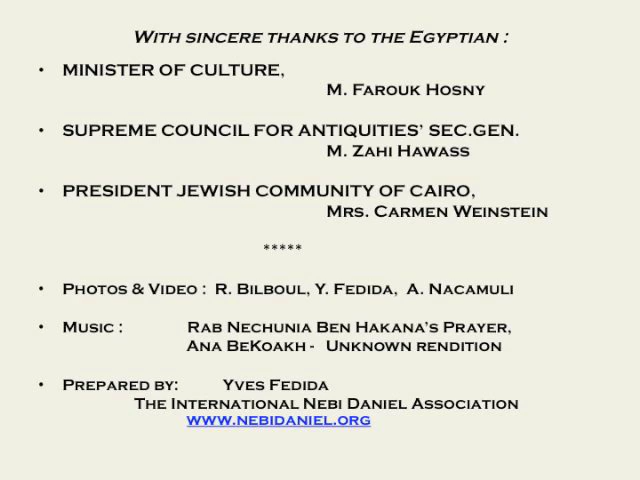 With sincere thanks to the Egyptian :
• MINISTER OF CULTURE,
M. Farouk Hosny
• SUPREME COUNCIL FOR ANTIQUITIES' SEC.GEN.
M. Zahi Hawass
• PRESIDENT JEWISH COMMUNITY OF CAIRO,
Mrs. Carmen Weinstein
*****
• Photos & Video : R. Bilboul, Y. Fedida, A. Nacamuli
• Music : Rab Nechunia Ben Hakana's Prayer,
Ana BeKoakh - Unknown rendition
• Prepared by: Yves Fedida
The International Nebi Daniel Association
www.nebidaniel.org